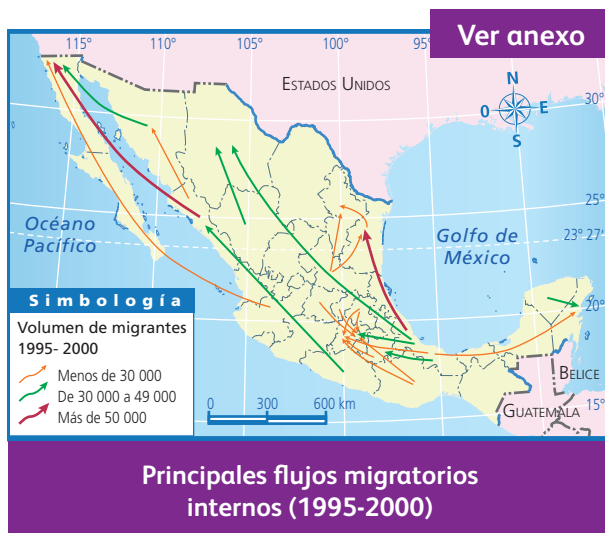 Ver anexo
115°
110°
105°
100°
95°
ESTADOS UNIDOS
N
O
E
S
30°
25°
Océano
Pacífico
Golfo de
México
23° 27'
20°
Simbología
Volumen de migrantes
1995- 2000
Menos de 30 000
De 30 000 a 49 000
Más de 50 000
0
300
600 km
BELICE
GUATEMALA
15°
Principales flujos migratorios
internos (1995-2000)